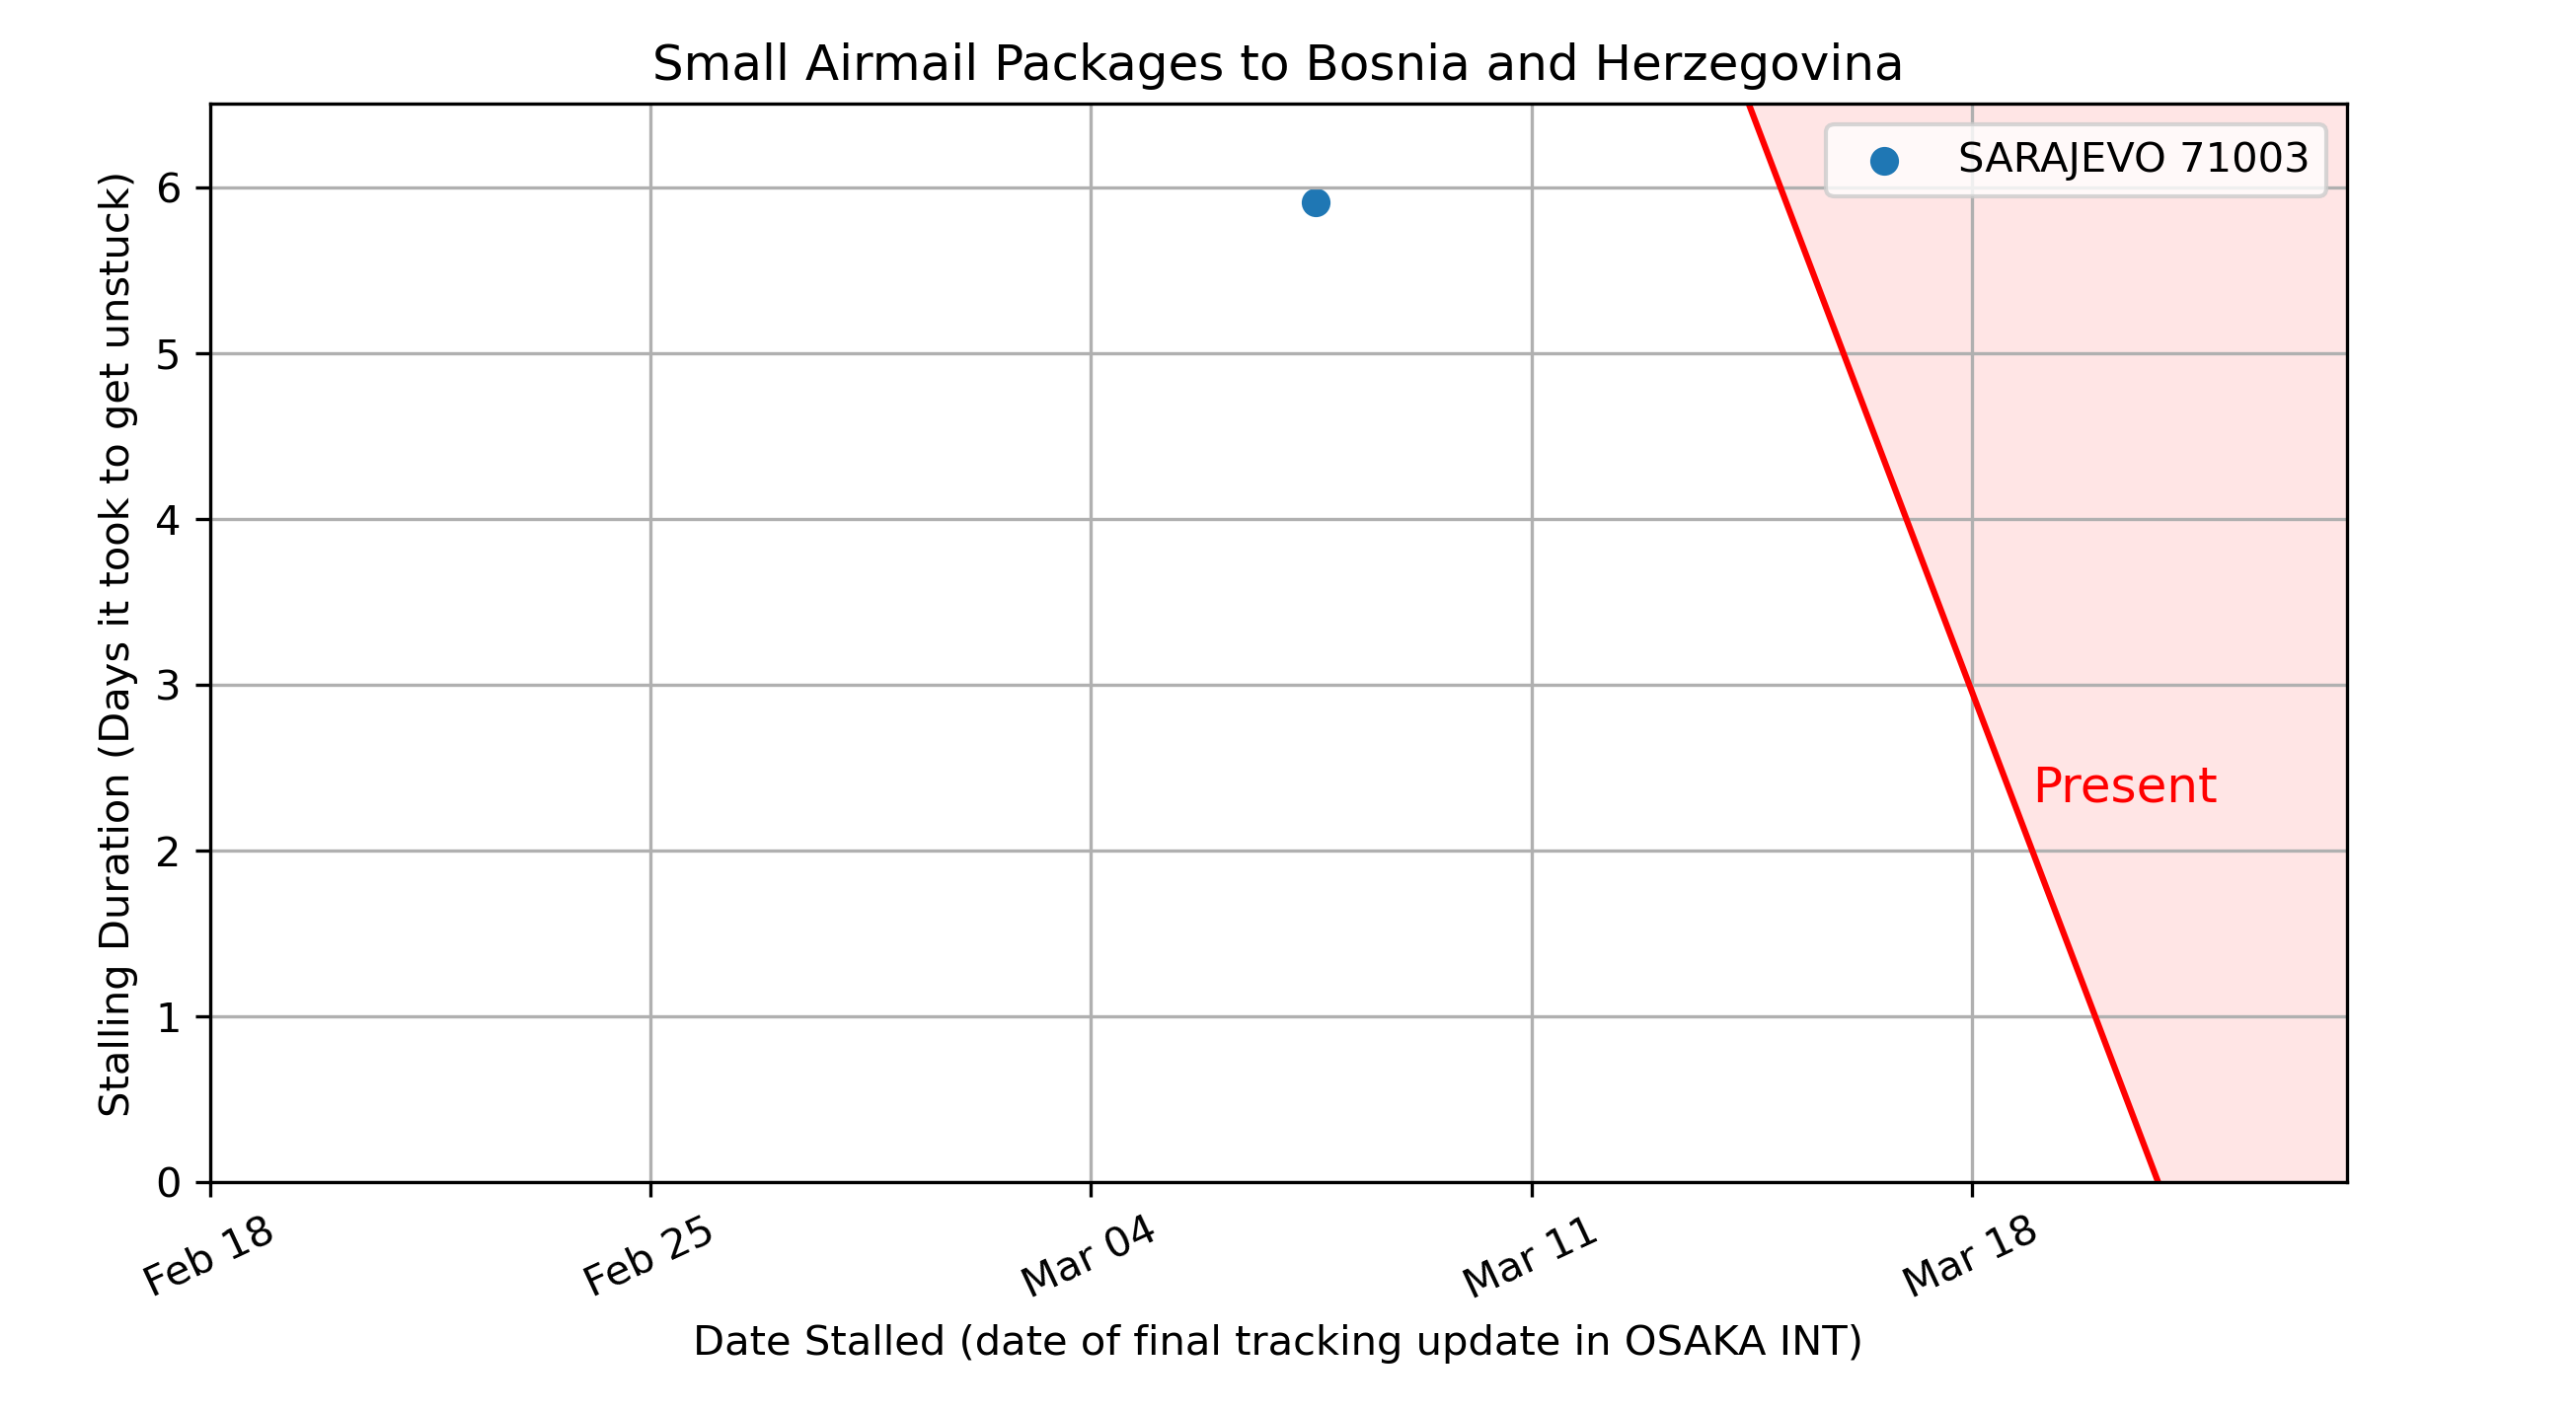 Small Airmail Packages to Bosnia and Herzegovina
SARAJEVO 71003
Stalling Duration (Days it took to get unstuck)
6
5
4
3
2
1
0
Present
Feb 18
Feb 25
Mar 04
Mar 11
Mar 18
Date Stalled (date of final tracking update in OSAKA INT)